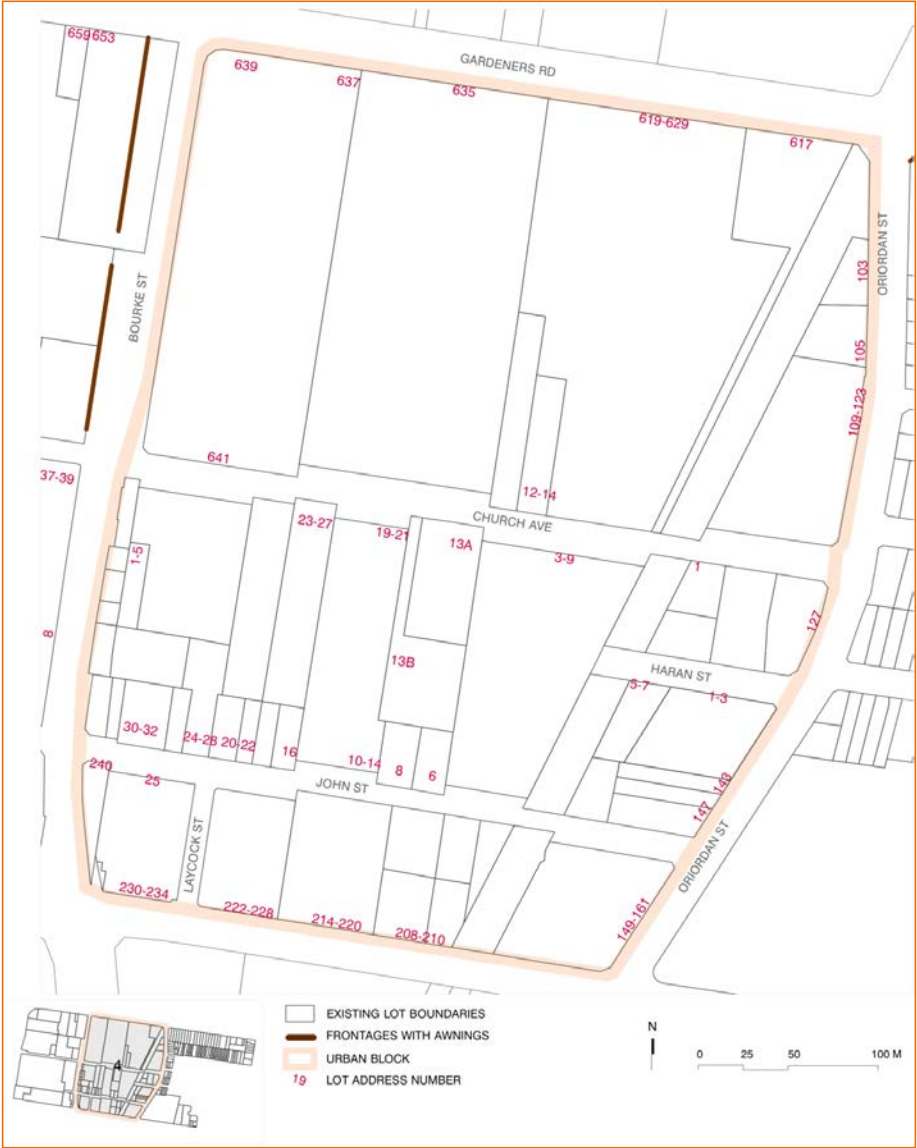 659 653
GARDENERS RD
639
637
635
619-629
617
ORIORDAN ST
103
BOURKE ST
105
109-123
641
37-39
12-14
23-27
CHURCH AVE
19-21
13A
3-9
1
1-5
127
8
13B
HARAN ST
5-7
1-3
30-32
24-28
20-22
16
10-14
8
6
143
147
240
25
JOHN ST
LAYCOCK ST
ORIORDAN ST
230-234
222-228
214-220
208-210
149-161
4
EXISTING LOT BOUNDARIES
FRONTAGES WITH AWNINGS
URBAN BLOCK
19 LOT ADDRESS NUMBER
N
0 25 50 100 M